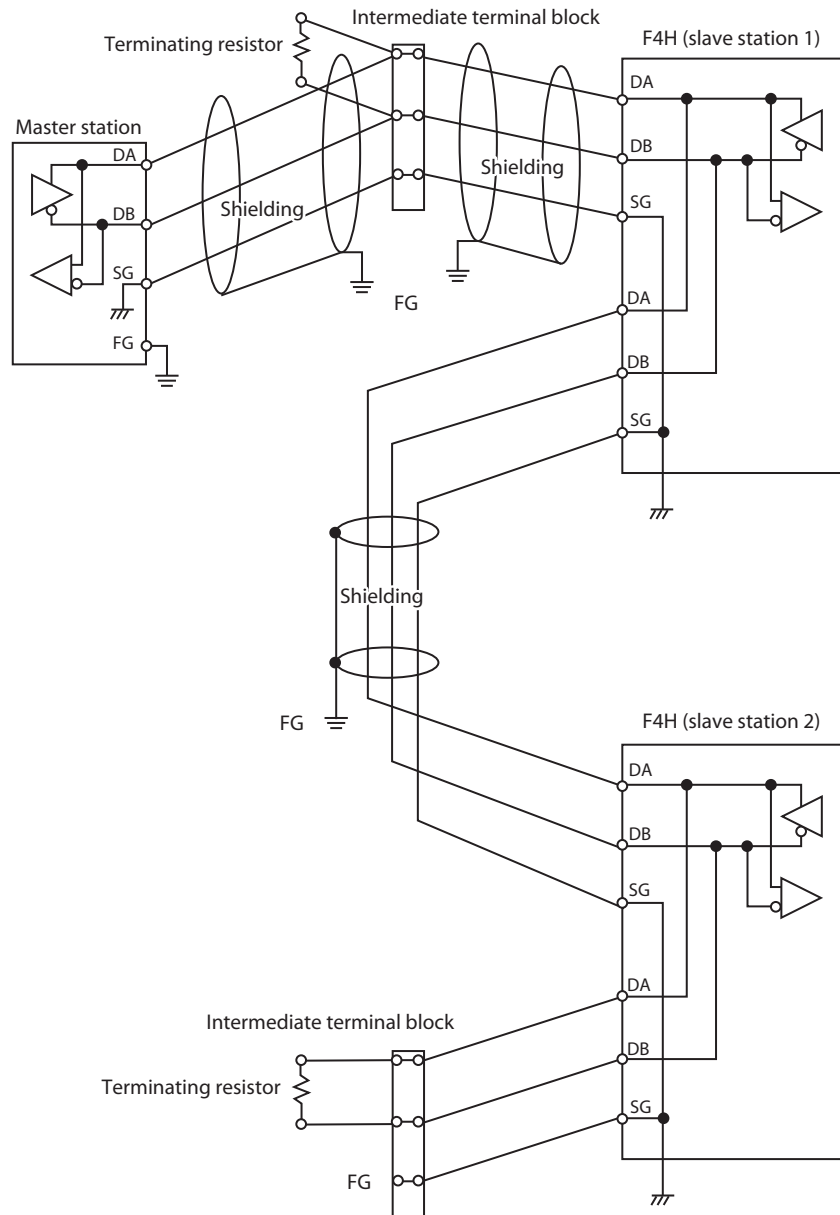 Intermediate terminal block
Terminating resistor
F4H (slave station 1)
Master station
DA
DB
SG
FG
Shielding
Shielding
FG
DA
DB
SG
DA
DB
SG
Shielding
FG
F4H (slave station 2)
DA
DB
SG
DA
DB
SG
Intermediate terminal block
Terminating resistor
FG